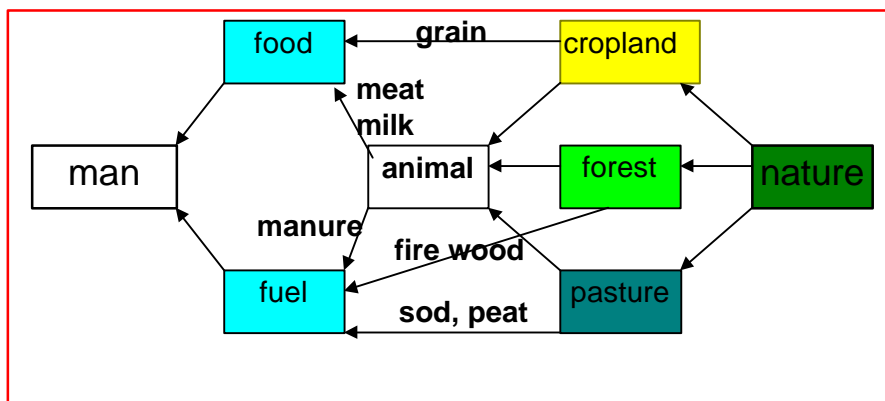 food
grain
cropland
meat
milk
man
animal
forest
nature
manure
fire wood
fuel
pasture
sod, peat